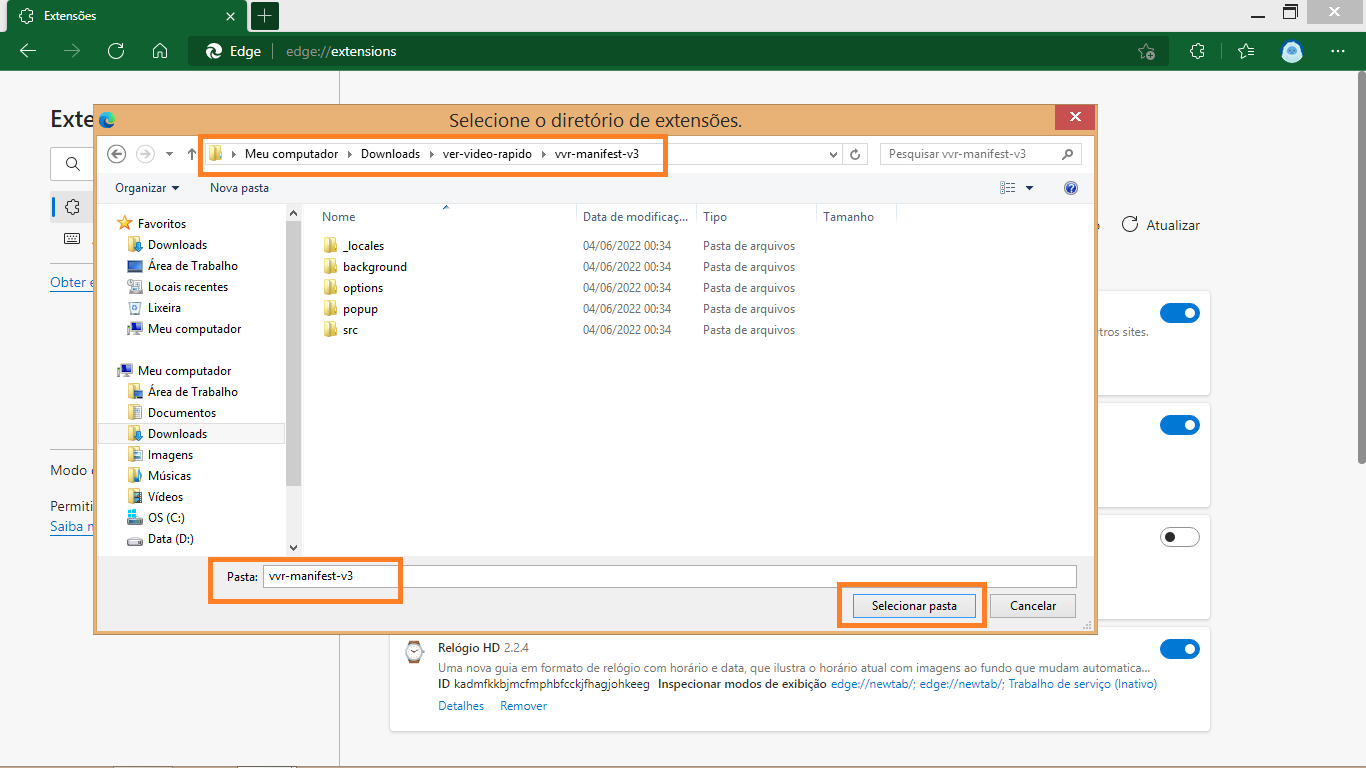 Extensões
Edge
edge://extensions
Selecione o diretório de extensões.
Meu computador Downloads ver-video-rapido vvr-manifest-v3
Pesquisar vvr-manifest-v3
Organizar
Nova pasta
Favoritos
Downloads
Área de Trabalho
Locais recentes
Lixeira
Meu computador
Meu computador
Área de Trabalho
Documentos
Downloads
Imagens
Músicas
Vídeos
OS (C:)
Data (D:)
Nome Data de modificaç... Tipo Tamanho
_locales 04/06/2022 00:34 Pasta de arquivos
background 04/06/2022 00:34 Pasta de arquivos
options 04/06/2022 00:34 Pasta de arquivos
popup 04/06/2022 00:34 Pasta de arquivos
src 04/06/2022 00:34 Pasta de arquivos
Pasta: vvr-manifest-v3
Selecionar pasta
Cancelar
Exte
Obter e
Modo
Permiti
Saiba
Atualizar
tros sites.
Relógio HD 2.2.4
Uma nova guia em formato de relógio com horário e data, que ilustra o horário atual com imagens ao fundo que mudam automatica...
ID kadmfkkbjmcfmphbfcckjfhagjohkeeg Inspecionar modos de exibição edge://newtab/; edge://newtab/; Trabalho de serviço (Inativo)
Detalhes Remover